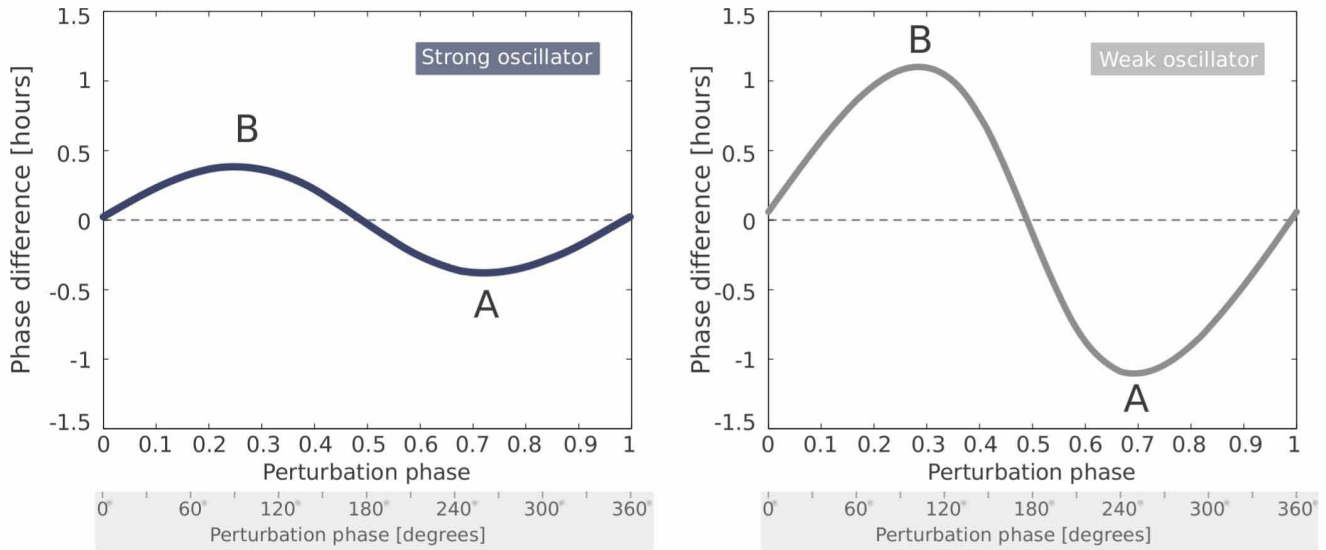 1.5
1
0.5
0
-0.5
-1
-1.5
Phase difference [hours]
Strong oscillator
B
A
0 0.1 0.2 0.3 0.4 0.5 0.6 0.7 0.8 0.9 1
Perturbation phase
0° 60° 120° 180° 240° 300° 360°
Perturbation phase [degrees]
1.5
1
0.5
0
-0.5
-1
-1.5
Phase difference [hours]
Weak oscillator
B
A
0 0.1 0.2 0.3 0.4 0.5 0.6 0.7 0.8 0.9 1
Perturbation phase
0° 60° 120° 180° 240° 300° 360°
Perturbation phase [degrees]